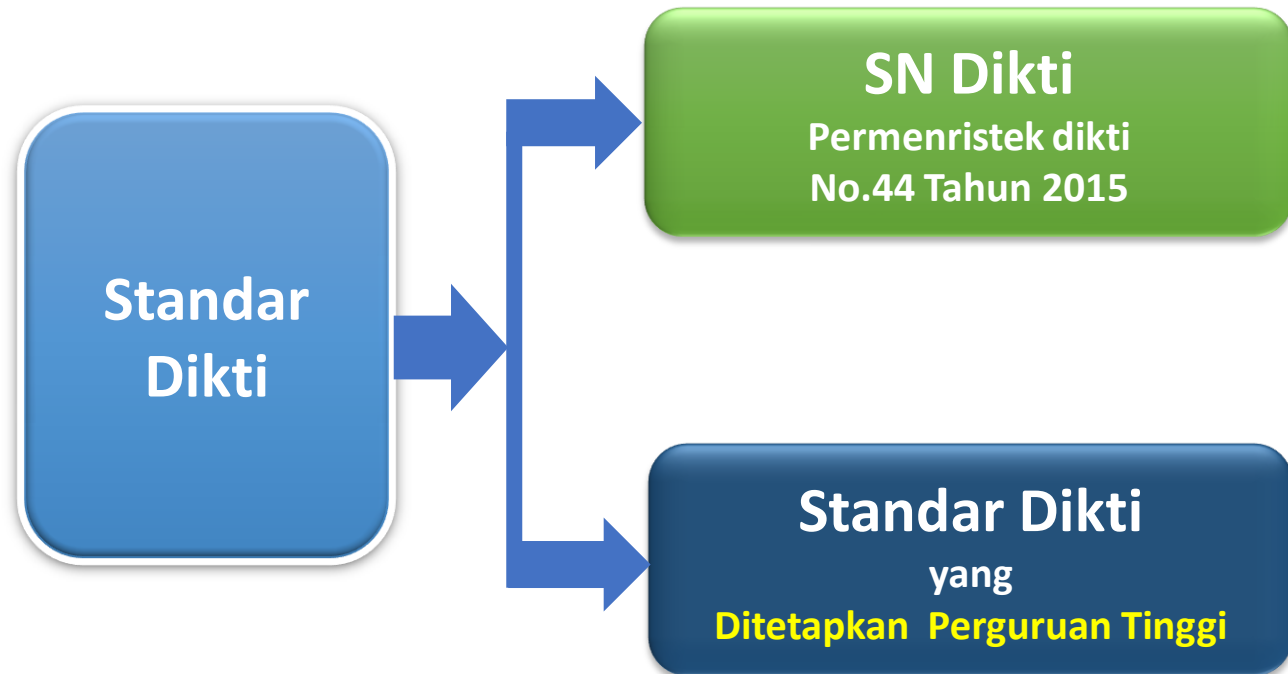 Standar
Dikti
SN Dikti
Permenristek dikti
No.44 Tahun 2015
Standar Dikti
yang
Ditetapkan Perguruan Tinggi